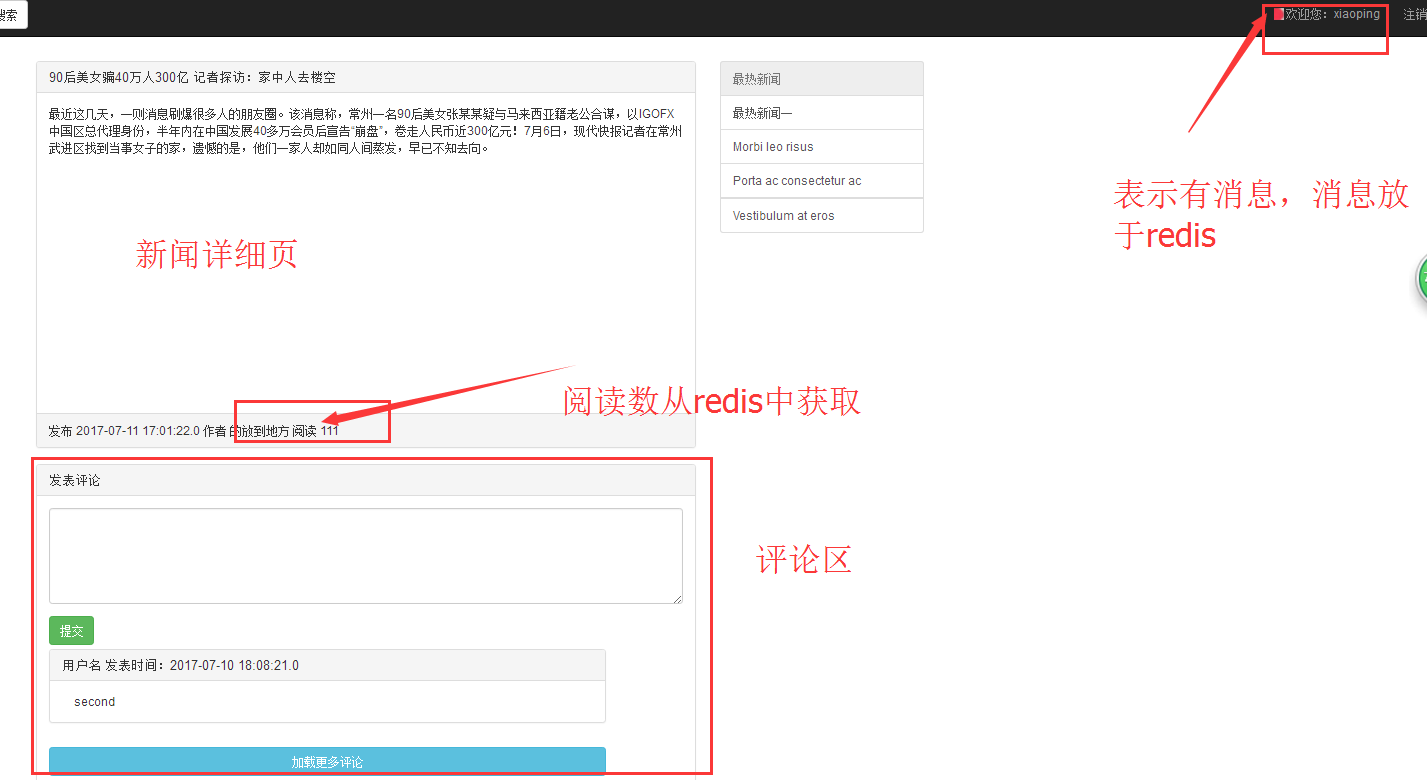 搜索
欢迎您：xiaoping
注销
90后美女骗40万人300亿 记者探访：家中人去楼空
最近这几天，一则消息刷爆很多人的朋友圈。该消息称，常州一名90后美女张某某疑与马来西亚籍老公合谋，以IGOFX
中国区总代理身份，半年内在中国发展40多万会员后宣告“崩盘”，卷走人民币近300亿元！7月6日，现代快报记者在常州
武进区找到当事女子的家，遗憾的是，他们一家人却如同人间蒸发，早已不知去向。
最热新闻
最热新闻一
Morbi leo risus
Porta ac consectetur ac
Vestibulum at eros
表示有消息，消息放
于redis
新闻详细页
阅读数从redis中获取
发布 2017-07-11 17:01:22.0 作者 的放到地方 阅读 111
发表评论
评论区
提交
用户名 发表时间：2017-07-10 18:08:21.0
second
加载更多评论